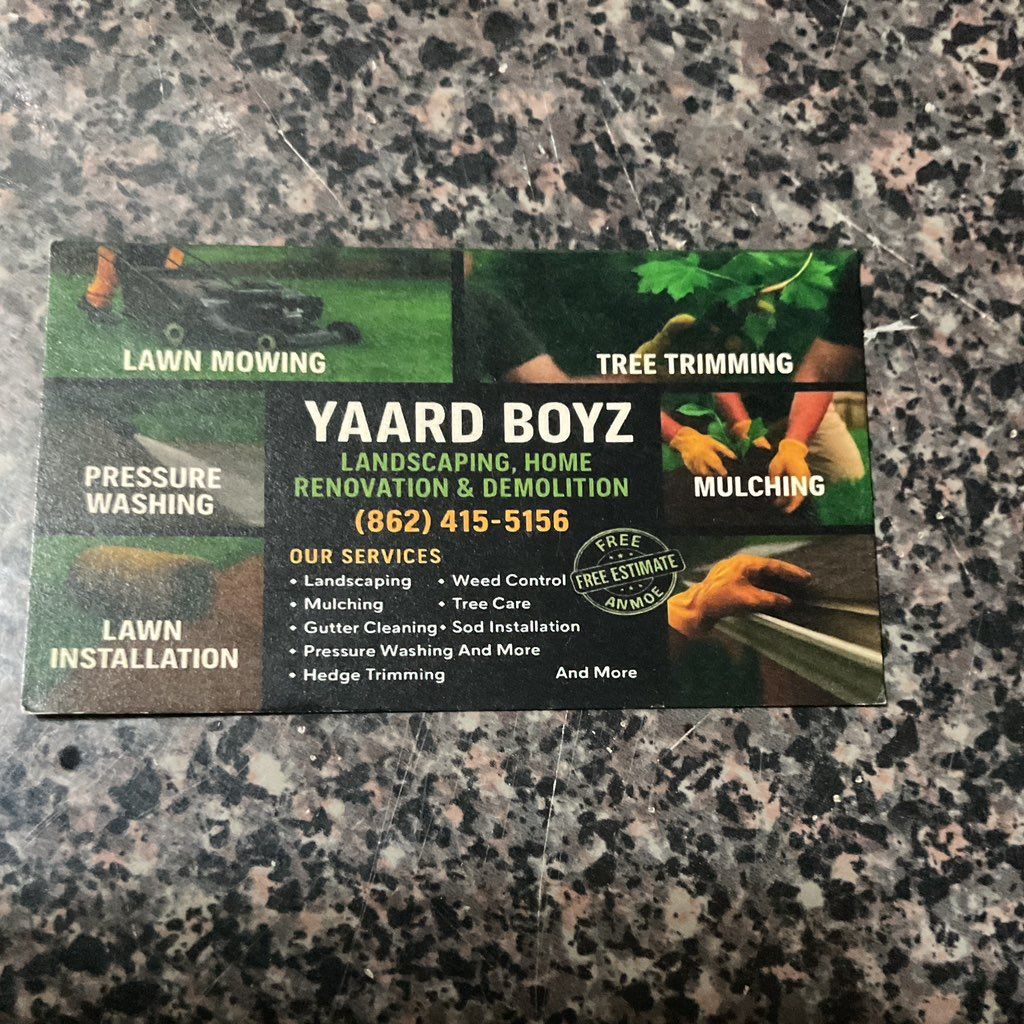 LAWN MOWING
TREE TRIMMING
PRESSURE
WASHING
YAARD BOYZ
LANDSCAPING, HOME
RENOVATION & DEMOLITION
(862) 415-5156
MULCHING
OUR SERVICES
• Landscaping
• Mulching
• Gutter Cleaning
• Pressure Washing And More
• Hedge Trimming
• Weed Control
• Tree Care
• Sod Installation
And More
FREE
FREE ESTIMATE
ANMOE
LAWN
INSTALLATION